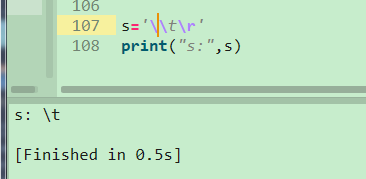 106
107 s='\\t\r'
108 print("s:",s)
s: \t
[Finished in 0.5s]